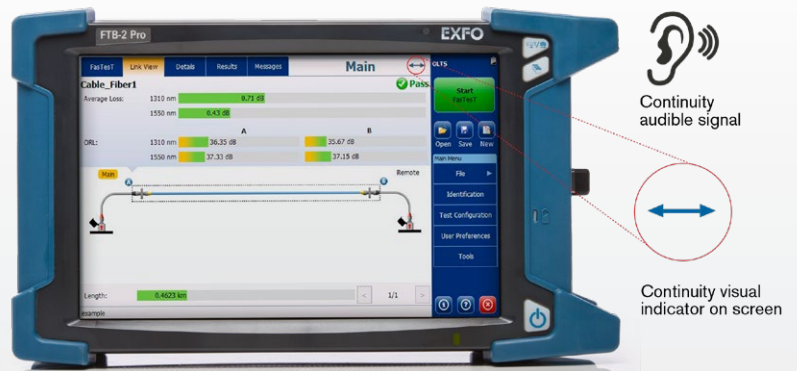 FTB-2 Pro
EXFO
FasTesT Link View Details Results Messages Main OLTS
Cable_Fiber1 Pass
Start
FasTesT
Average Loss: 1310 nm 0.71 dB
1550 nm 0.43 dB
A B
ORL: 1310 nm 36.35 dB 35.67 dB
1550 nm 37.33 dB 37.15 dB
Open Save New
Main Menu
File
Identification
Test Configuration
User Preferences
Tools
Main Remote
A B
Length: 0.4623 km < 1/1 >
example
Continuity
audible signal
Continuity visual
indicator on screen